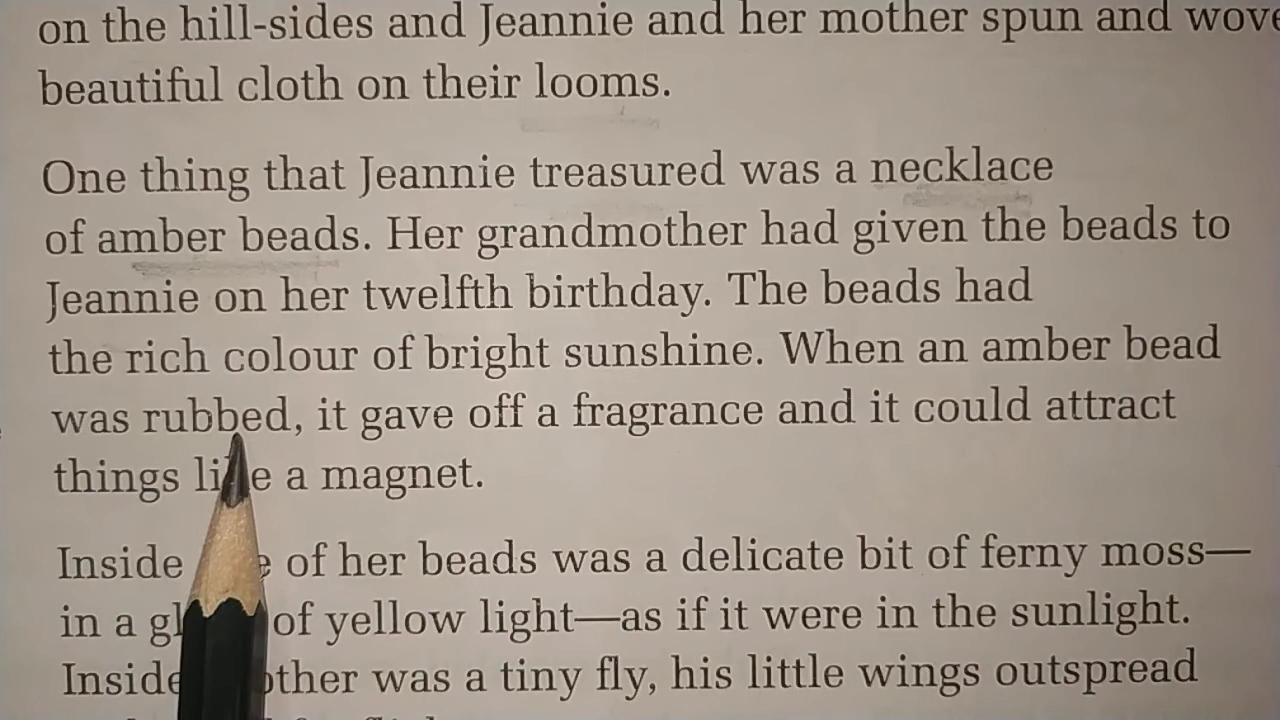 on the hill-sides and Jeannie and her mother spun and wove
beautiful cloth on their looms.
One thing that Jeannie treasured was a necklace
of amber beads. Her grandmother had given the beads to
Jeannie on her twelfth birthday. The beads had
the rich colour of bright sunshine. When an amber bead
was rubbed, it gave off a fragrance and it could attract
things like a magnet.
Inside of her beads was a delicate bit of ferny moss—
in a of yellow light—as if it were in the sunlight.
Inside was a tiny fly, his little wings outspread